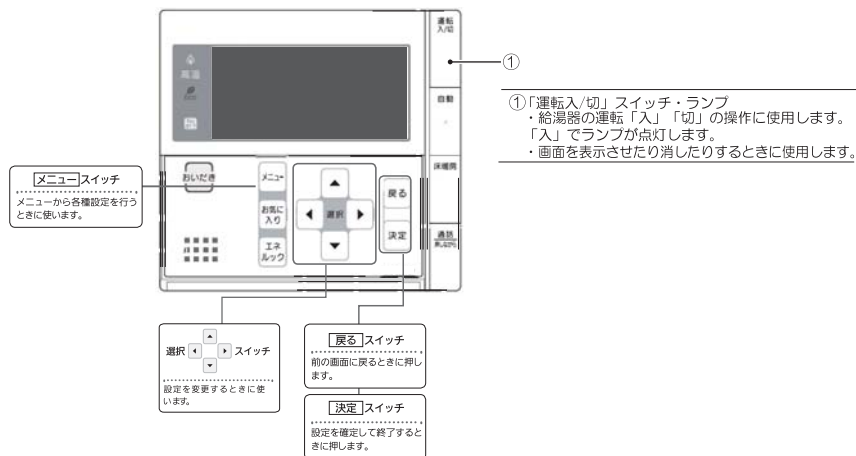 運転
入/切
①
高温
自動
床暖房
通話
おいだき
メニュー
お気に
入り
エネ
ルック
選択
戻る
決定
①「運転入/切」スイッチ・ランプ
・給湯器の運転「入」「切」の操作に使用します。
「入」でランプが点灯します。
・画面を表示させたり消したりするときに使用します。
メニュースイッチ
メニューから各種設定を行う
ときに使います。
選択 スイッチ
設定を変更するときに使
います。
戻る スイッチ
前の画面に戻るときに押し
ます。
決定 スイッチ
設定を確定して終了すると
きに押します。